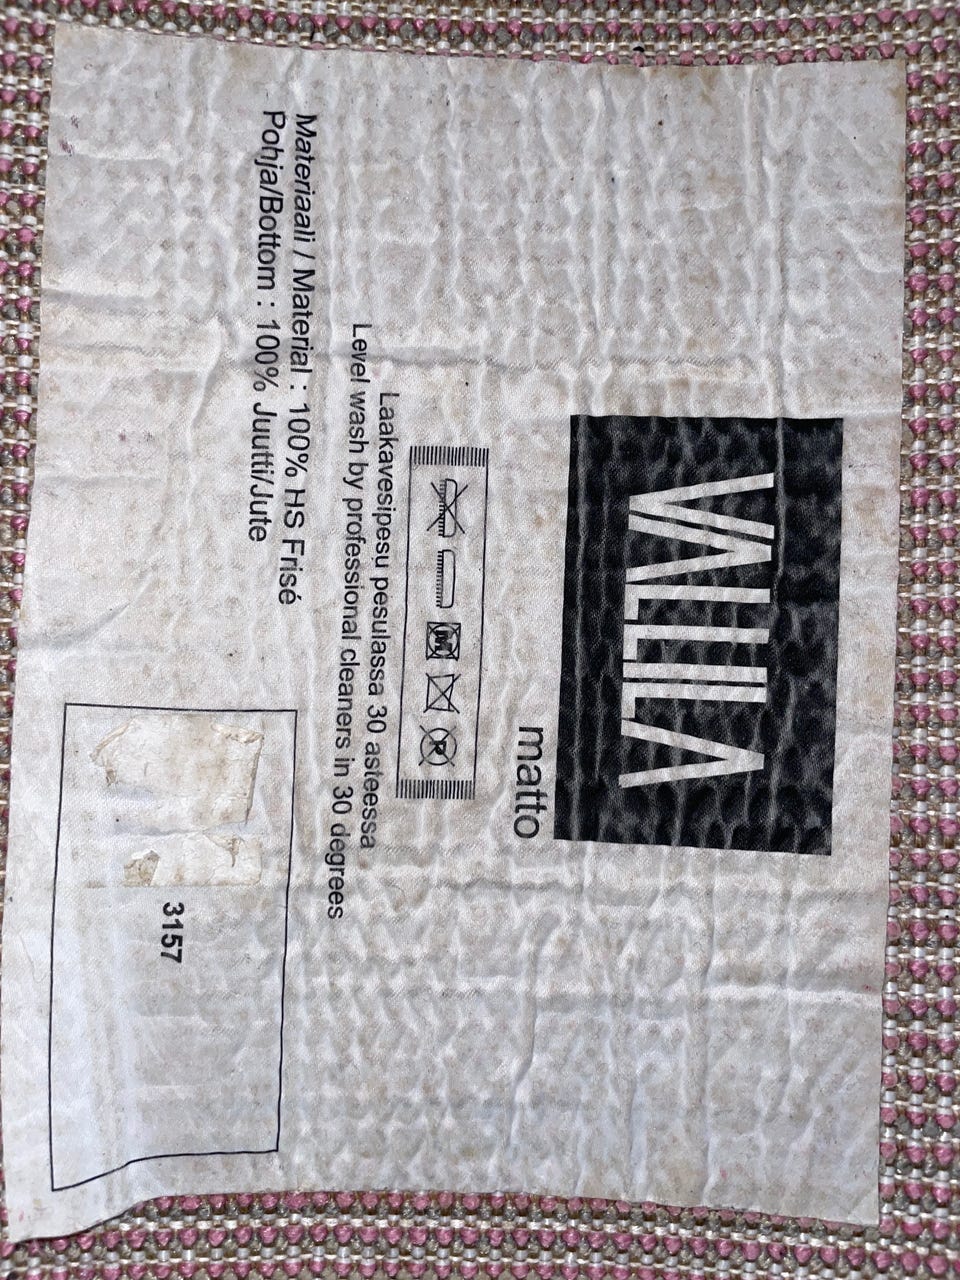 VALLILA
matto
P
Laakavesipesu pesulassa 30 asteessa
Level wash by professional cleaners in 30 degrees
Materiaali / Material : 100% HS Frisé
Pohja/Bottom : 100% Juutti/Jute
3157